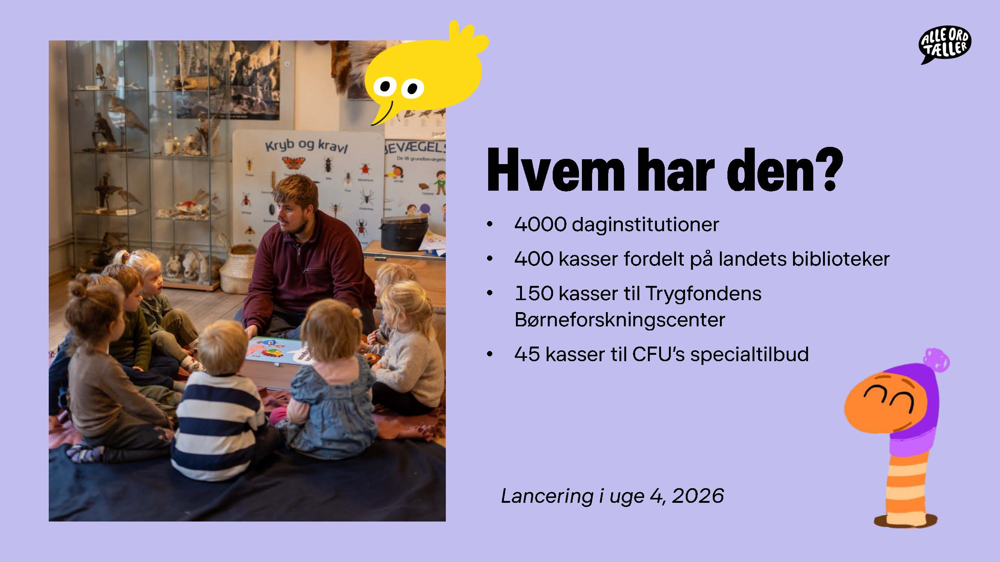 ALLE ORD
TÆLLER
Kryb og kravl
BEVÆGELS
De 18 grundbevægels
Hvem har den?
• 4000 daginstitutioner
• 400 kasser fordelt på landets biblioteker
• 150 kasser til Trygfondens
Børneforskningscenter
• 45 kasser til CFU’s specialtilbud
Lancering i uge 4, 2026